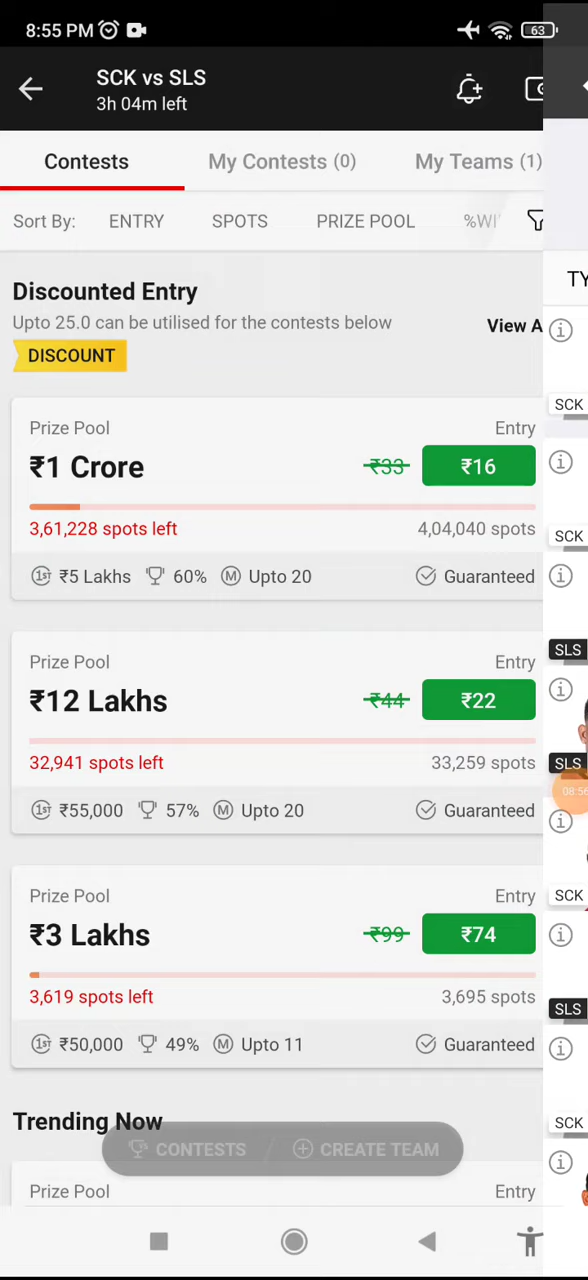 8:55 PM
63
SCK vs SLS
3h 04m left
Contests
My Contests (0)
My Teams (1)
Sort By:
ENTRY
SPOTS
PRIZE POOL
%WI
Discounted Entry
Upto 25.0 can be utilised for the contests below
View A
DISCOUNT
TY
Prize Pool
Entry
₹1 Crore
₹33
₹16
3,61,228 spots left
4,04,040 spots
1ST ₹5 Lakhs
60%
M Upto 20
Guaranteed
SCK
SCK
Prize Pool
Entry
₹12 Lakhs
₹44
₹22
32,941 spots left
33,259 spots
1ST ₹55,000
57%
M Upto 20
Guaranteed
SLS
SLS
08:56
Prize Pool
Entry
₹3 Lakhs
₹99
₹74
3,619 spots left
3,695 spots
1ST ₹50,000
49%
M Upto 11
Guaranteed
SCK
SLS
SCK
Trending Now
CONTESTS
CREATE TEAM
Prize Pool
Entry